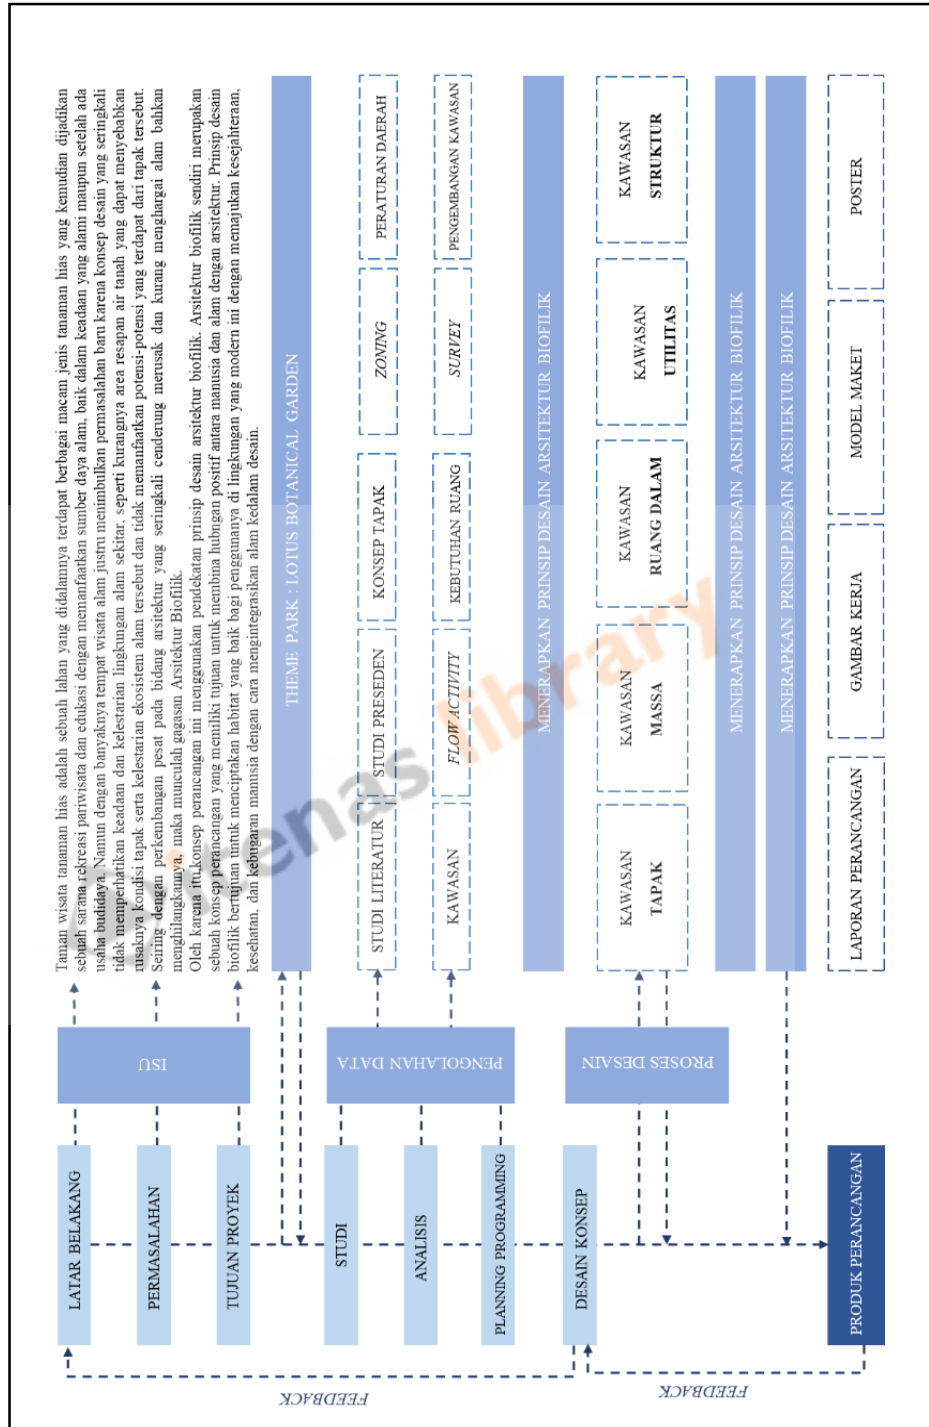 Taman wisata tanaman hias adalah sebuah lahan yang didalamnya terdapat berbagai macam jenis tanaman hias yang kemudian dijadikan
sebuah sarana rekreasi pariwisata dan edukasi dengan memanfaatkan sumber daya alam, baik dalam keadaan yang alami maupun setelah ada
usaha budidaya. Namun dengan banyaknya tempat wisata alam justru menimbulkan permasalahan baru karena konsep desain yang seringkali
tidak memperhatikan keadaan dan kelestarian lingkungan alam sekitar, seperti kurangnya area resapan air tanah yang dapat menyebabkan
rusaknya kondisi tapak serta kelestarian ekosistem alam tersebut dan tidak memanfaatkan potensi-potensi yang terdapat dari tapak tersebut.
Sering dengan perkembangan pesat pada bidang arsitektur yang seringkali cenderung merusak dan kurang menghargai alam bahkan
menghilangkannya, maka munculah gagasan Arsitektur Biofilik.
Oleh karena itu,konsep perancangan ini menggunakan pendekatan prinsip desain arsitektur biofilik. Arsitektur biofilik sendiri merupakan
sebuah konsep perancangan yang memiliki tujuan untuk membina hubngan positif antara manusia dan alam dengan arsitektur. Prinsip desain
biofilik bertujuan untuk menciptakan habitat yang baik bagi penggunanya di lingkungan yang modern ini dengan memajukan kesejahteraan,
kesehatan, dan kebugaran manusia dengan cara mengintegrasikan alam kedalam desain.
LATAR BELAKANG
PERMASALAHAN
TUJUAN PROYEK
ISU
THEME PARK : LOTUS BOTANICAL GARDEN
STUDI
ANALISIS
PLANNING PROGRAMMING
PENGOLAHAN DATA
STUDI LITERATUR
STUDI PRESEDEN
KONSEP TAPAK
ZONING
PERATURAN DAERAH
KAWASAN
FLOW ACTIVITY
KEBUTUHAN RUANG
SURVEY
PENGEMBANGAN KAWASAN
MENERAPKAN PRINSIP DESAIN ARSITEKTUR BIOFILIK
DESAIN KONSEP
PROSES DESAIN
KAWASAN
TAPAK
KAWASAN
MASSA
KAWASAN
RUANG DALAM
KAWASAN
UTILITAS
KAWASAN
STRUKTUR
MENERAPKAN PRINSIP DESAIN ARSITEKTUR BIOFILIK
MENERAPKAN PRINSIP DESAIN ARSITEKTUR BIOFILIK
PRODUK PERANCANGAN
LAPORAN PERANCANGAN
GAMBAR KERJA
MODEL MAKET
POSTER
FEEDBACK
FEEDBACK
itenas library